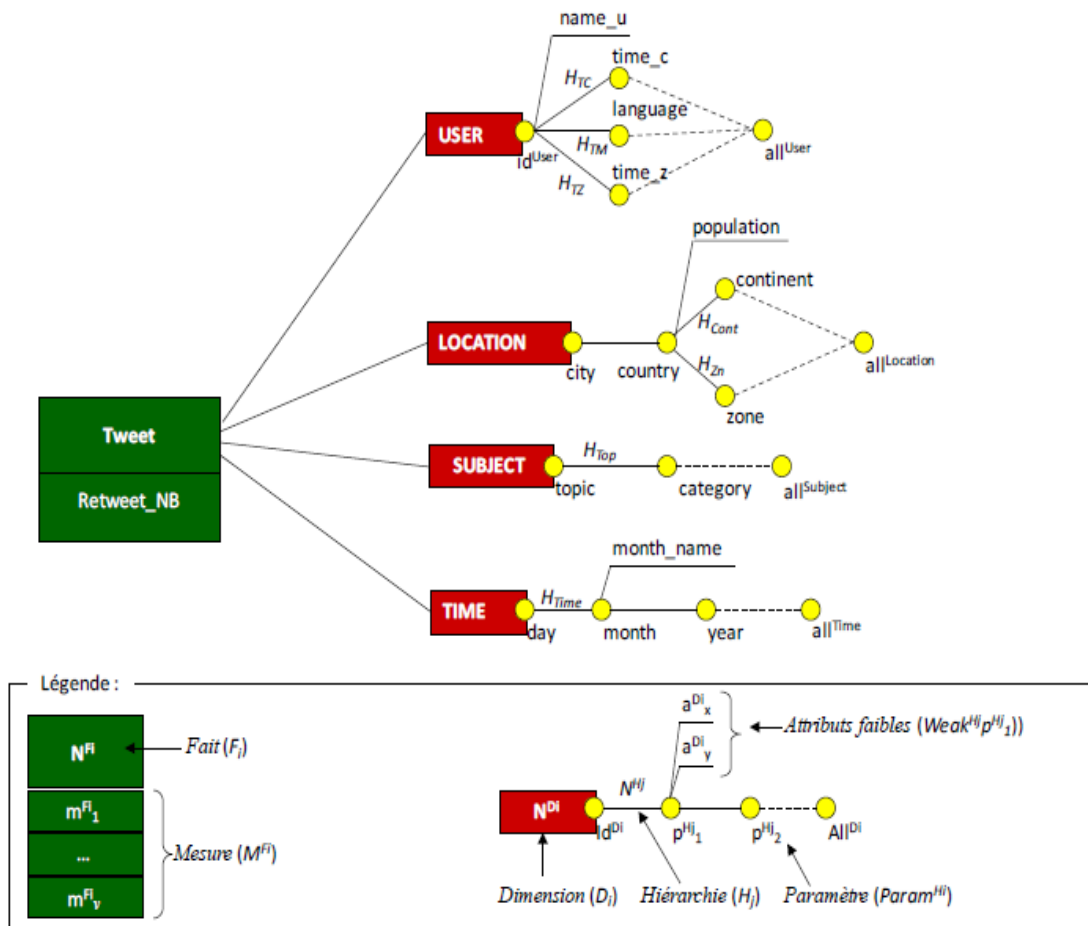 name_u
time_c
H_TC
language
USER
id^User
H_TM
all^User
time_z
H_TZ
population
continent
H_Cont
LOCATION
city
country
all^Location
H_Zn
zone
Tweet
Retweet_NB
SUBJECT
H_Top
topic
category
all^Subject
month_name
TIME
H_Time
day
month
year
all^Time
Légende :
N^Fi
Fait (F_i)
m^Fi_1
...
m^Fi_v
Mesure (M^Fi)
a^Di_x
a^Di_y
Attributs faibles (Weak^Hj p^Hj_1))
N^Hj
N^Di
Id^Di
p^Hj_1
p^Hj_2
All^Di
Dimension (D_i)
Hiérarchie (H_j)
Paramètre (Param^Hi)